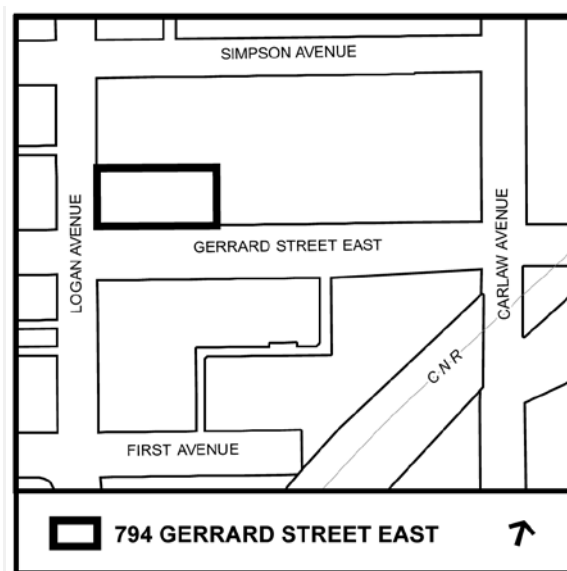 SIMPSON AVENUE
LOGAN AVENUE
CARLAW AVENUE
GERRARD STREET EAST
CNR
FIRST AVENUE
794 GERRARD STREET EAST